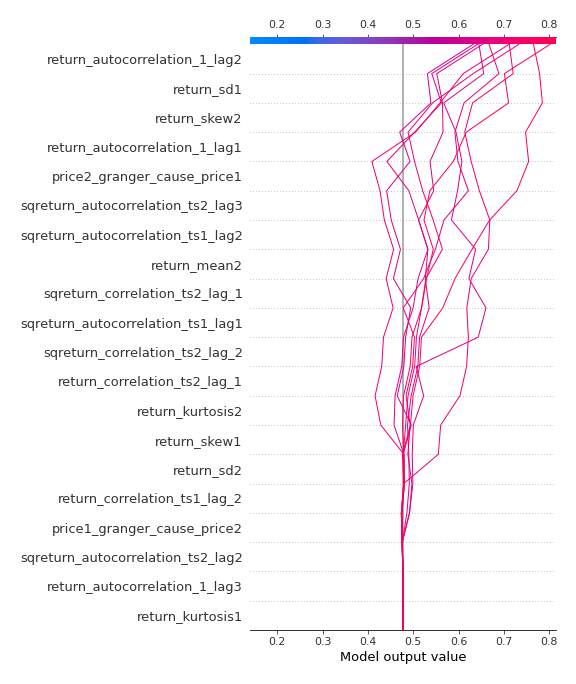 0.2 0.3 0.4 0.5 0.6 0.7 0.8
return_autocorrelation_1_lag2
return_sd1
return_skew2
return_autocorrelation_1_lag1
price2_granger_cause_price1
sqreturn_autocorrelation_ts2_lag3
sqreturn_autocorrelation_ts1_lag2
return_mean2
sqreturn_correlation_ts2_lag_1
sqreturn_autocorrelation_ts1_lag1
sqreturn_correlation_ts2_lag_2
return_correlation_ts2_lag_1
return_kurtosis2
return_skew1
return_sd2
return_correlation_ts1_lag_2
price1_granger_cause_price2
sqreturn_autocorrelation_ts2_lag2
return_autocorrelation_1_lag3
return_kurtosis1
0.2 0.3 0.4 0.5 0.6 0.7 0.8
Model output value